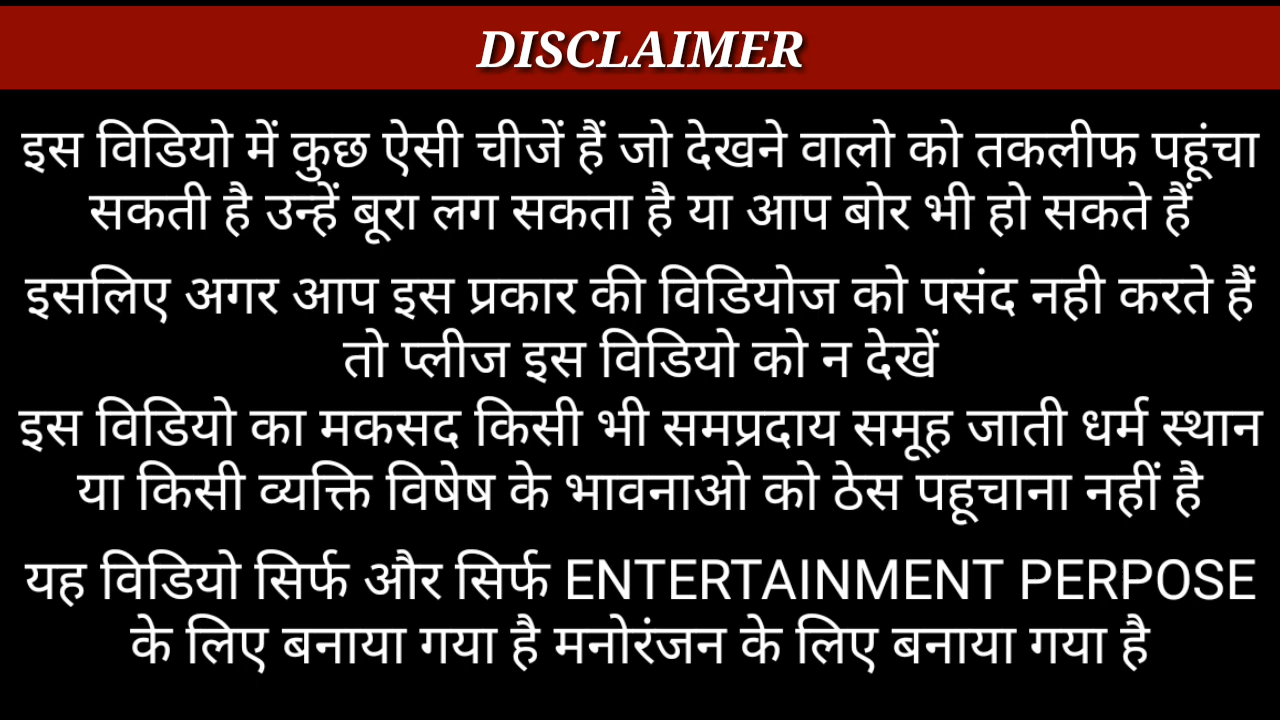 DISCLAIMER
इस विडियो में कुछ ऐसी चीजें हैं जो देखने वालो को तकलीफ पहूंचा
सकती है उन्हें बूरा लग सकता है या आप बोर भी हो सकते हैं
इसलिए अगर आप इस प्रकार की विडियोज को पसंद नही करते हैं
तो प्लीज इस विडियो को न देखें
इस विडियो का मकसद किसी भी समप्रदाय समूह जाती धर्म स्थान
या किसी व्यक्ति विषेष के भावनाओ को ठेस पहूचाना नहीं है
यह विडियो सिर्फ और सिर्फ ENTERTAINMENT PERPOSE
के लिए बनाया गया है मनोरंजन के लिए बनाया गया है